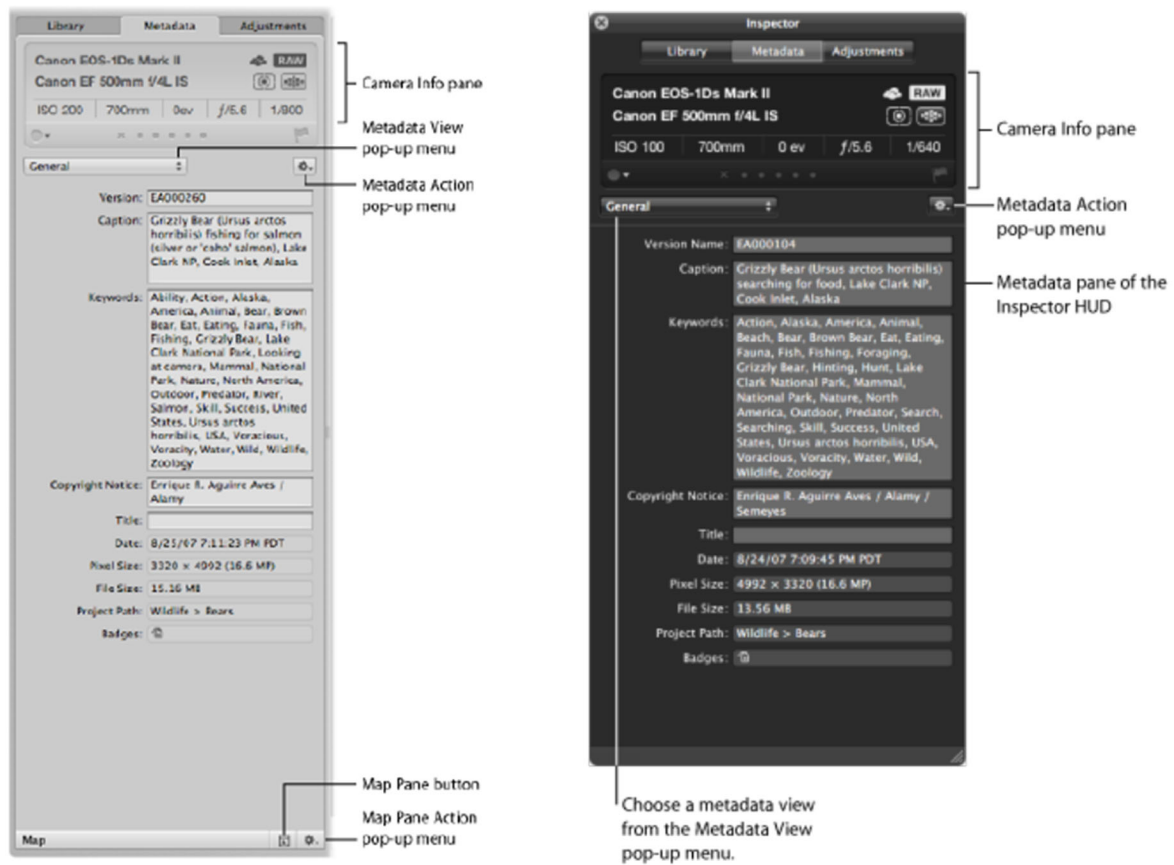 Library Metadata Adjustments
Canon EOS-1Ds Mark II RAW
Canon EF 500mm f/4L IS
ISO 200 700mm 0ev ƒ/5.6 1/800
General
Version: EA000260
Caption: Grizzly Bear (Ursus arctos
horribilis) fishing for salmon
(silver or 'coho' salmon), Lake
Clark NP, Cook Inlet, Alaska
Keywords: Ability, Action, Alaska,
America, Animal, Bear, Brown
Bear, Eat, Eating, Fauna, Fish,
Fishing, Grizzly Bear, Lake
Clark National Park, Looking
at camera, Mammal, National
Park, Nature, North America,
Outdoor, Predator, River,
Salmon, Skill, Success, United
States, Ursus arctos
horribilis, USA, Voracious,
Voracity, Water, Wild, Wildlife,
Zoology
Copyright Notice: Enrique R. Aguirre Aves /
Alamy
Title:
Date: 8/25/07 7:11:23 PM PDT
Pixel Size: 3320 × 4992 (16.6 MP)
File Size: 15.16 MB
Project Path: Wildlife > Bears
Badges:
Map
Camera Info pane
Metadata View
pop-up menu
Metadata Action
pop-up menu
Map Pane button
Map Pane Action
pop-up menu
Inspector
Library Metadata Adjustments
Canon EOS-1Ds Mark II RAW
Canon EF 500mm f/4L IS
ISO 100 700mm 0 ev ƒ/5.6 1/640
General
Version Name: EA000104
Caption: Grizzly Bear (Ursus arctos horribilis)
searching for food, Lake Clark NP,
Cook Inlet, Alaska
Keywords: Action, Alaska, America, Animal,
Beach, Bear, Brown Bear, Eat, Eating,
Fauna, Fish, Fishing, Foraging,
Grizzly Bear, Hinting, Hunt, Lake
Clark National Park, Mammal,
National Park, Nature, North
America, Outdoor, Predator, Search,
Searching, Skill, Success, United
States, Ursus arctos horribilis, USA,
Voracious, Voracity, Water, Wild,
Wildlife, Zoology
Copyright Notice: Enrique R. Aguirre Aves / Alamy /
Semeyes
Title:
Date: 8/24/07 7:09:45 PM PDT
Pixel Size: 4992 × 3320 (16.6 MP)
File Size: 13.56 MB
Project Path: Wildlife > Bears
Badges:
Camera Info pane
Metadata Action
pop-up menu
Metadata pane of the
Inspector HUD
Choose a metadata view
from the Metadata View
pop-up menu.